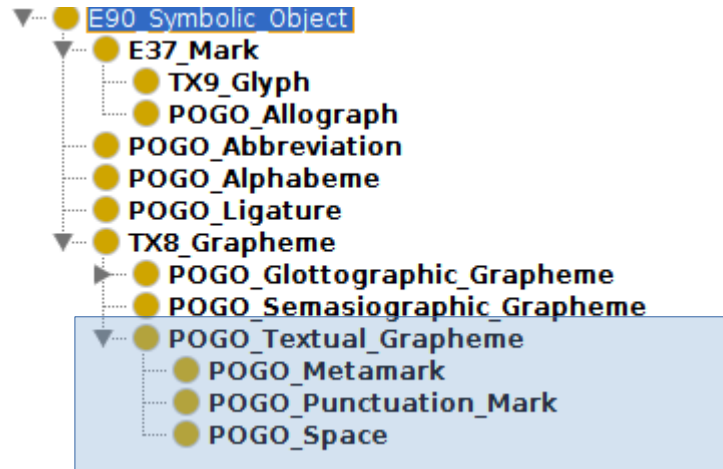 E90_Symbolic_Object
E37_Mark
TX9_Glyph
POGO_Allograph
POGO_Abbreviation
POGO_Alphabeme
POGO_Ligature
TX8_Grapheme
POGO_Glottographic_Grapheme
POGO_Semasiographic_Grapheme
POGO_Textual_Grapheme
POGO_Metamark
POGO_Punctuation_Mark
POGO_Space